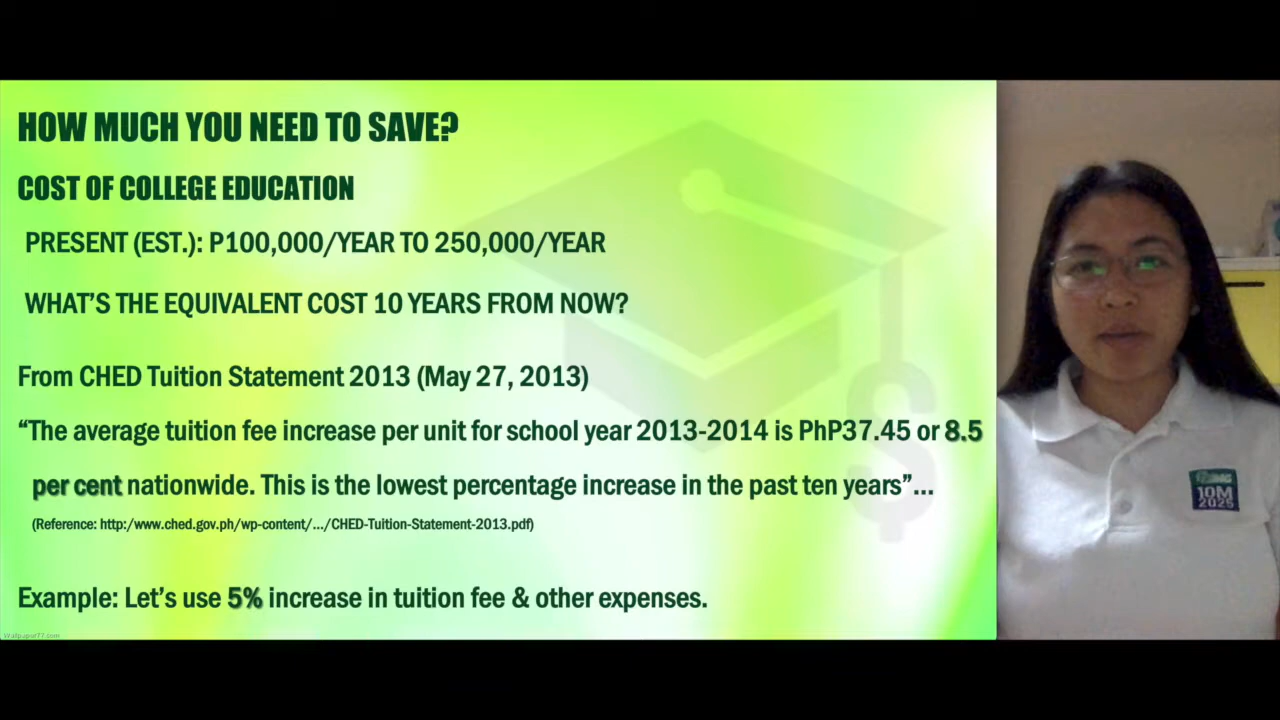 HOW MUCH YOU NEED TO SAVE?
COST OF COLLEGE EDUCATION
PRESENT (EST.): P100,000/YEAR TO 250,000/YEAR
WHAT'S THE EQUIVALENT COST 10 YEARS FROM NOW?
From CHED Tuition Statement 2013 (May 27, 2013)
“The average tuition fee increase per unit for school year 2013-2014 is PhP37.45 or 8.5
per cent nationwide. This is the lowest percentage increase in the past ten years”...
(Reference: http:/www.ched.gov.ph/wp-content/.../CHED-Tuition-Statement-2013.pdf)
Example: Let's use 5% increase in tuition fee & other expenses.
Wallpaper77.com
IMG
10M
2025